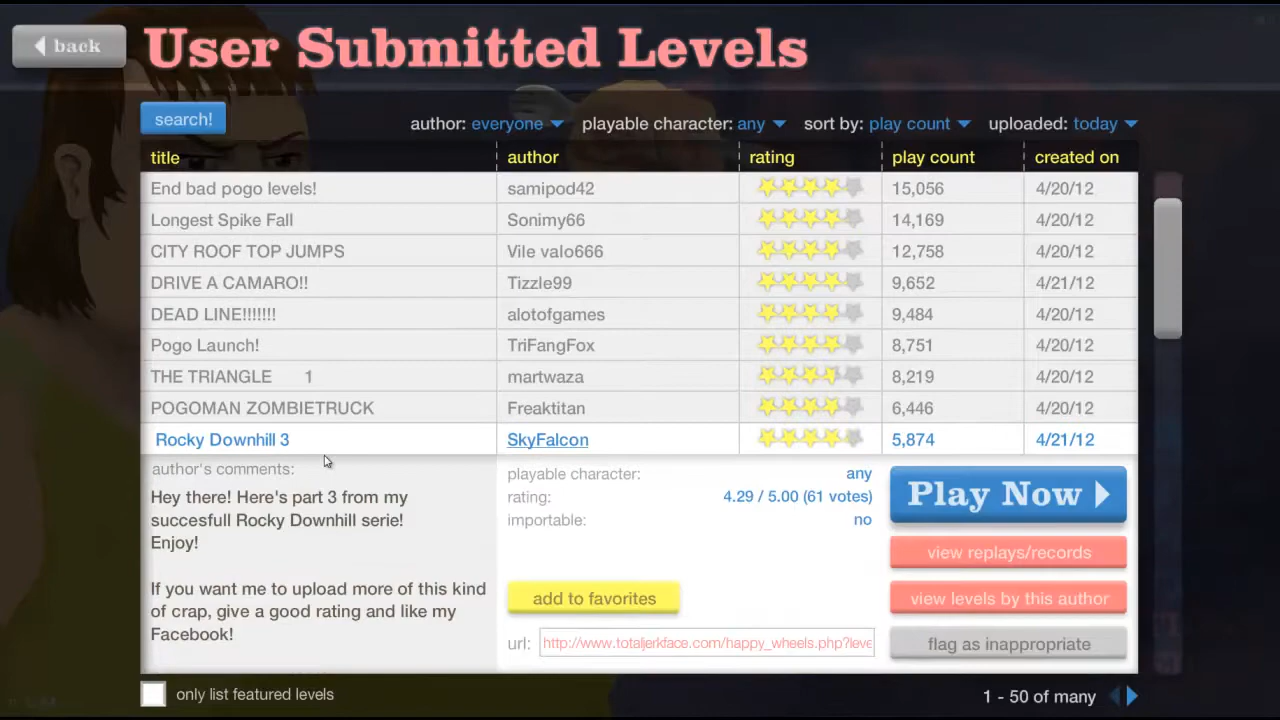 back
User Submitted Levels
search!
author: everyone playable character: any sort by: play count uploaded: today
title author rating play count created on
End bad pogo levels! samipod42 15,056 4/20/12
Longest Spike Fall Sonimy66 14,169 4/20/12
CITY ROOF TOP JUMPS Vile valo666 12,758 4/20/12
DRIVE A CAMARO!! Tizzle99 9,652 4/21/12
DEAD LINE!!!!!!! alotofgames 9,484 4/20/12
Pogo Launch! TriFangFox 8,751 4/20/12
THE TRIANGLE 1 martwaza 8,219 4/20/12
POGOMAN ZOMBIETRUCK Freaktitan 6,446 4/20/12
Rocky Downhill 3 SkyFalcon 5,874 4/21/12
author's comments:
Hey there! Here's part 3 from my
succesfull Rocky Downhill serie!
Enjoy!
If you want me to upload more of this kind
of crap, give a good rating and like my
Facebook!
playable character: any
rating: 4.29 / 5.00 (61 votes)
importable: no
add to favorites
url: http://www.totaljerkface.com/happy_wheels.php?leve
Play Now
view replays/records
view levels by this author
flag as inappropriate
only list featured levels
1 - 50 of many